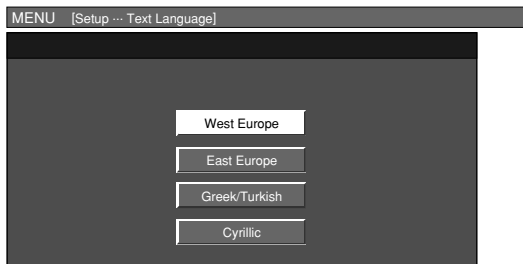 MENU [Setup ··· Text Language]
West Europe
East Europe
Greek/Turkish
Cyrillic